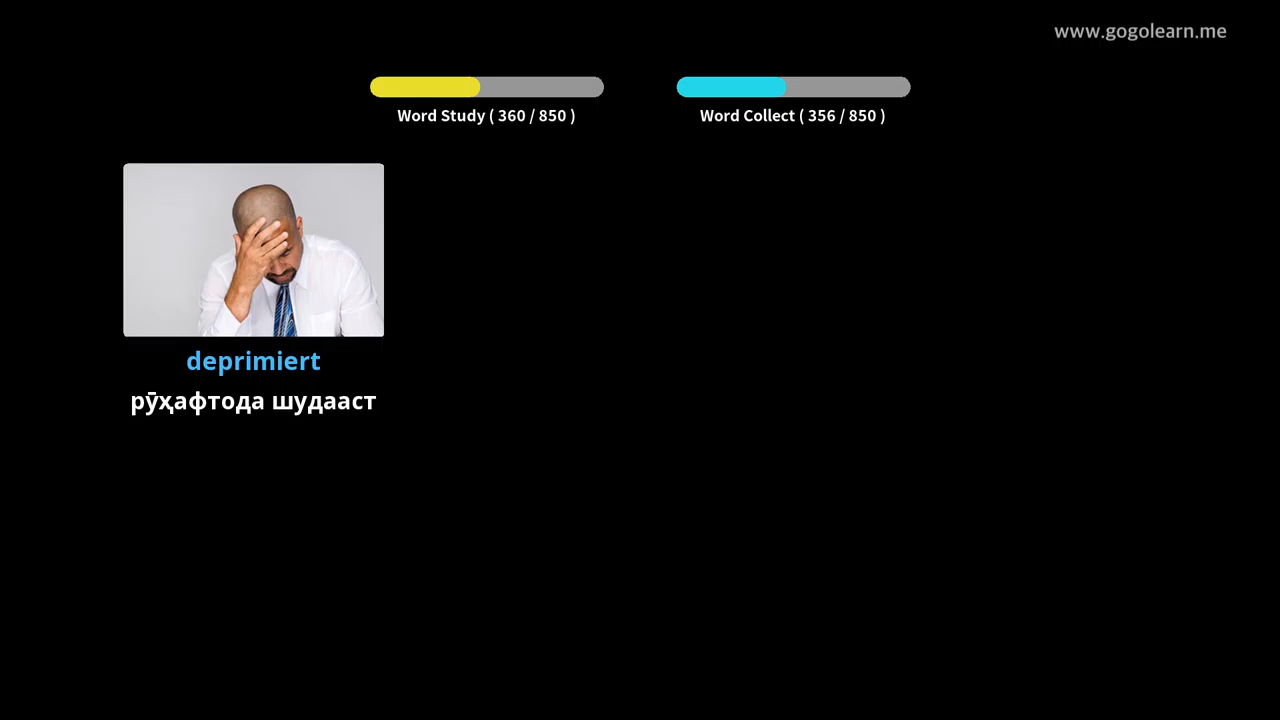 www.gogolearn.me
Word Study ( 360 / 850 )
Word Collect ( 356 / 850 )
deprimiert
рӯҳафтода шудааст